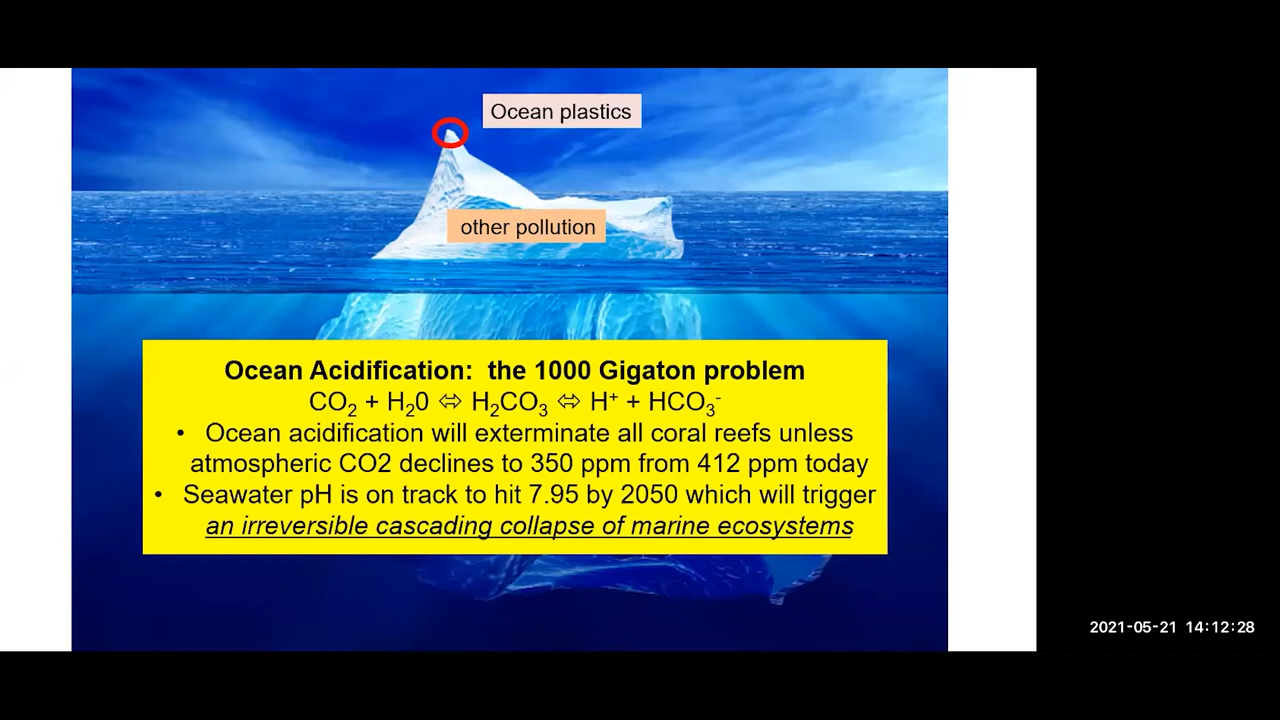 Ocean plastics
other pollution
Ocean Acidification:  the 1000 Gigaton problem
CO₂ + H₂0 ⇔ H₂CO₃ ⇔ H⁺ + HCO₃⁻
• Ocean acidification will exterminate all coral reefs unless
atmospheric CO2 declines to 350 ppm from 412 ppm today
• Seawater pH is on track to hit 7.95 by 2050 which will trigger
an irreversible cascading collapse of marine ecosystems
2021-05-21 14:12:28